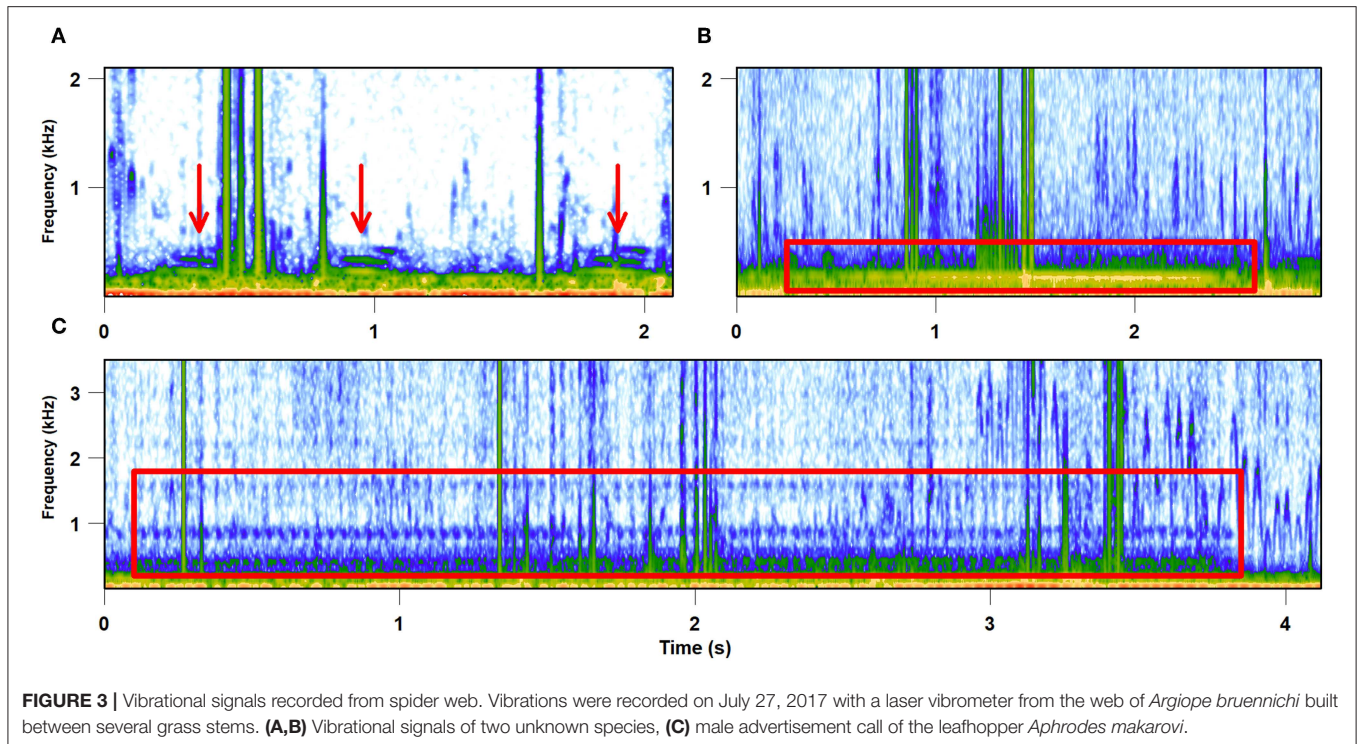 A
B
2
1
Frequency (kHz)
0
1
2
2
1
0
1
2
C
3
2
1
Frequency (kHz)
0
1
2
3
4
Time (s)
FIGURE 3 | Vibrational signals recorded from spider web. Vibrations were recorded on July 27, 2017 with a laser vibrometer from the web of Argiope bruennichi built
between several grass stems. (A,B) Vibrational signals of two unknown species, (C) male advertisement call of the leafhopper Aphrodes makarovi.